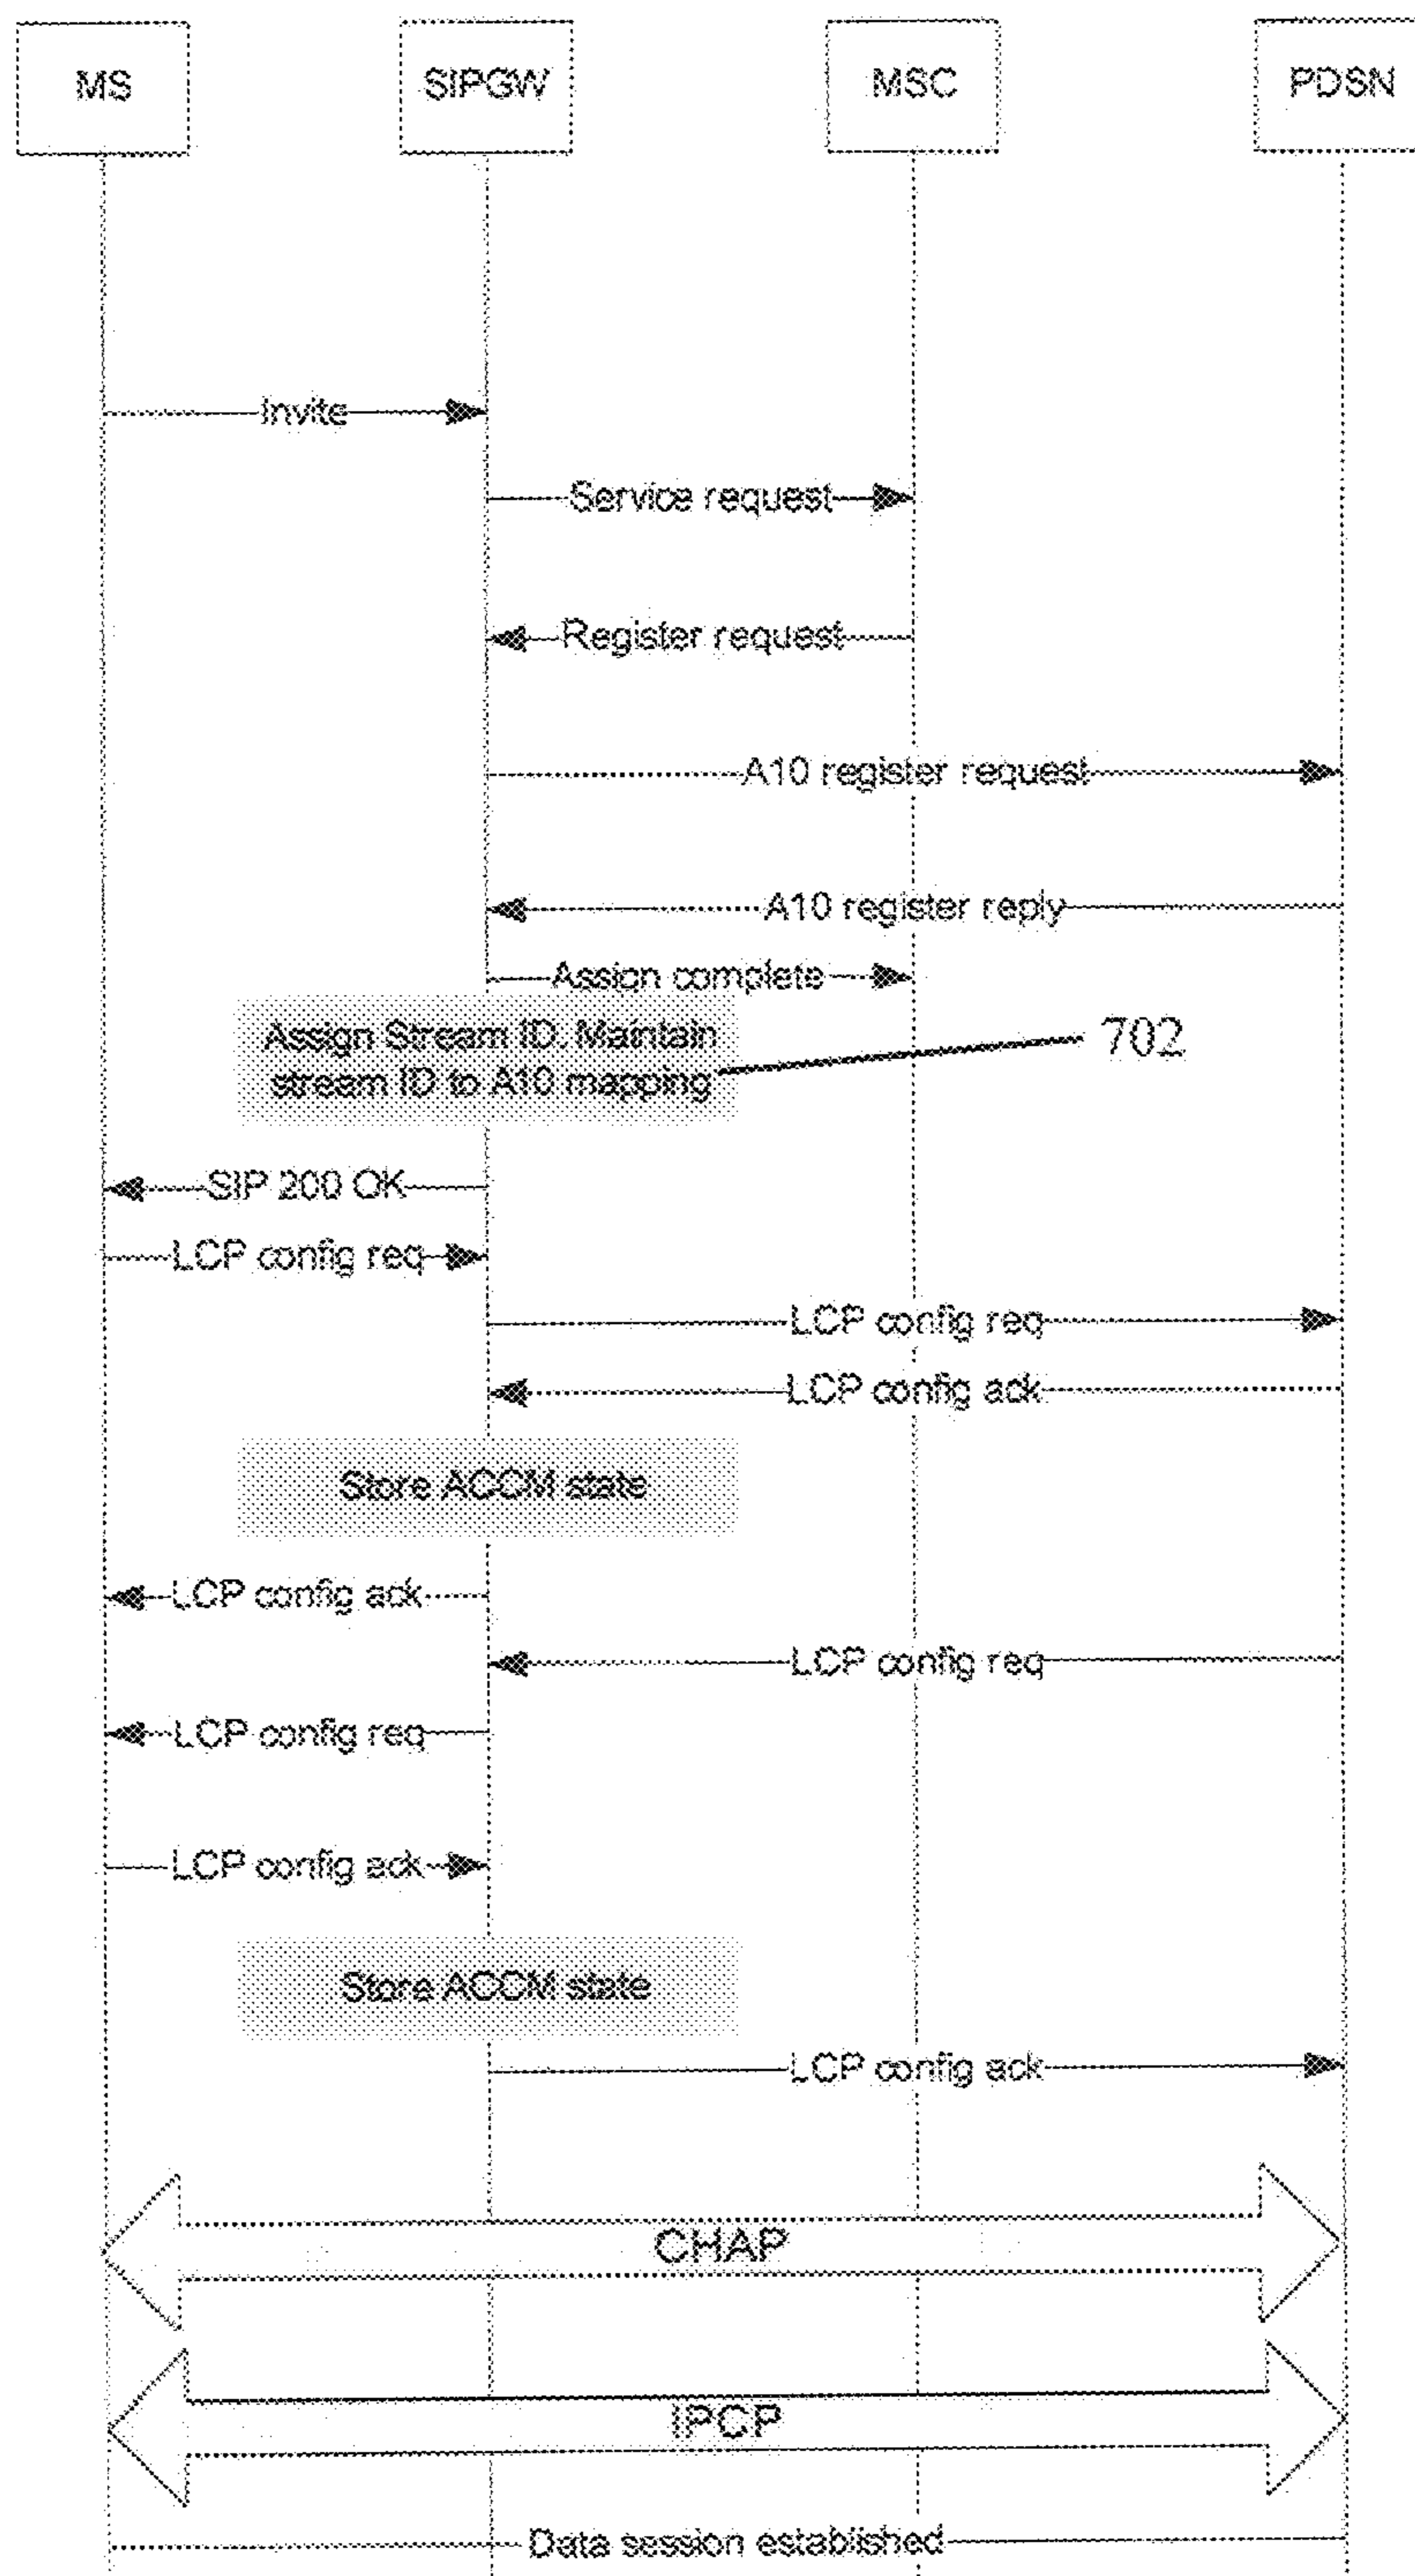 MS
SIPGW
MSC
PDSN
Invite
Service request
Register request
A10 register request
A10 register reply
Assign complete
Assign Stream ID. Maintain
stream ID to A10 mapping
702
SIP 200 OK
LCP config req
LCP config req
LCP config ack
Store ACCM state
LCP config ack
LCP config req
LCP config req
LCP config ack
Store ACCM state
LCP config ack
CHAP
IPCP
Data session established